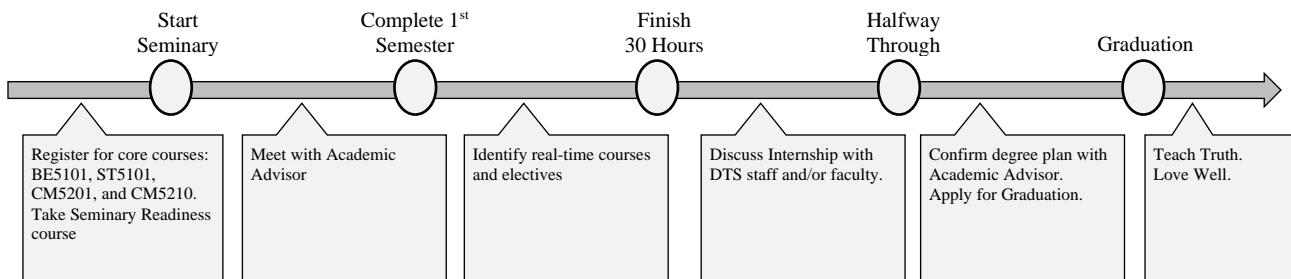 Start
Seminary
Complete 1st
Semester
Finish
30 Hours
Halfway
Through
Graduation
Register for core courses:
BE5101, ST5101,
CM5201, and CM5210.
Take Seminary Readiness
course
Meet with Academic
Advisor
Identify real-time courses
and electives
Discuss Internship with
DTS staff and/or faculty.
Confirm degree plan with
Academic Advisor.
Apply for Graduation.
Teach Truth.
Love Well.